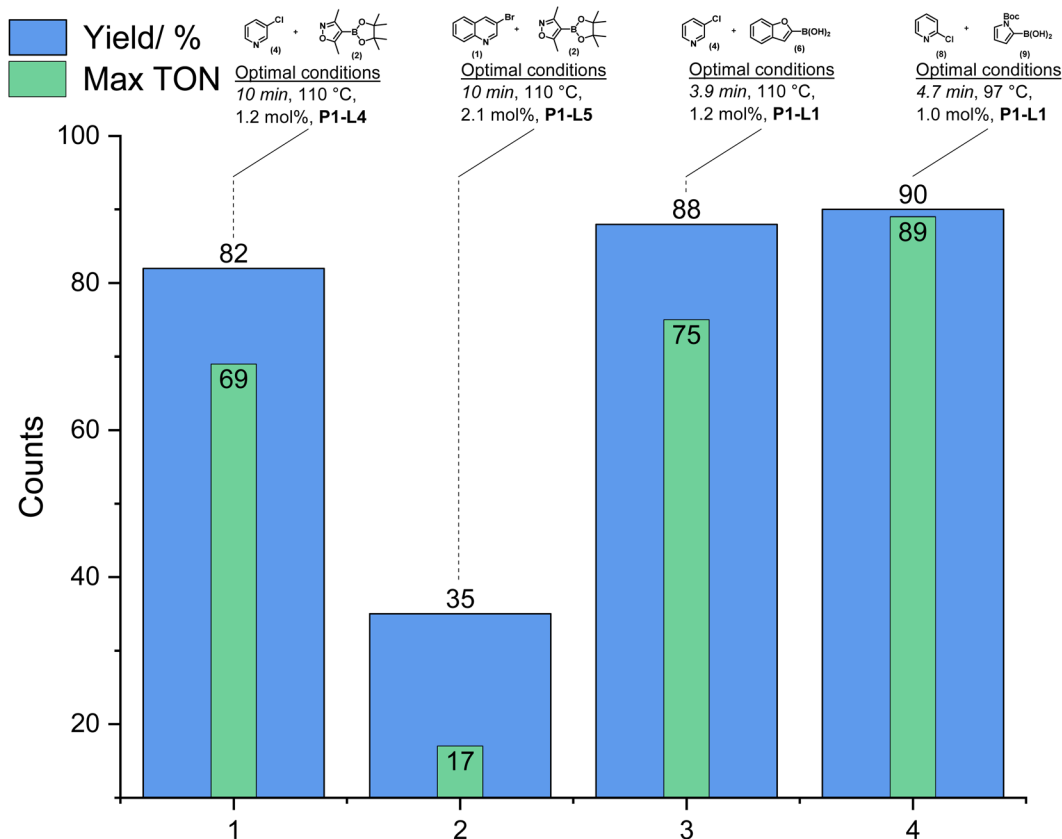 Yield/ %
Max TON
Cl
N
(4)
+
N
O
B
O
O
(2)
Optimal conditions
10 min, 110 °C,
1.2 mol%, P1-L4
Br
N
(1)
+
N
O
B
O
O
(2)
Optimal conditions
10 min, 110 °C,
2.1 mol%, P1-L5
Cl
N
(4)
+
O
B(OH)2
(6)
Optimal conditions
3.9 min, 110 °C,
1.2 mol%, P1-L1
N
Cl
(8)
+
Boc
N
B(OH)2
(9)
Optimal conditions
4.7 min, 97 °C,
1.0 mol%, P1-L1
Counts
100
80
60
40
20
82
69
35
17
88
75
90
89
1
2
3
4